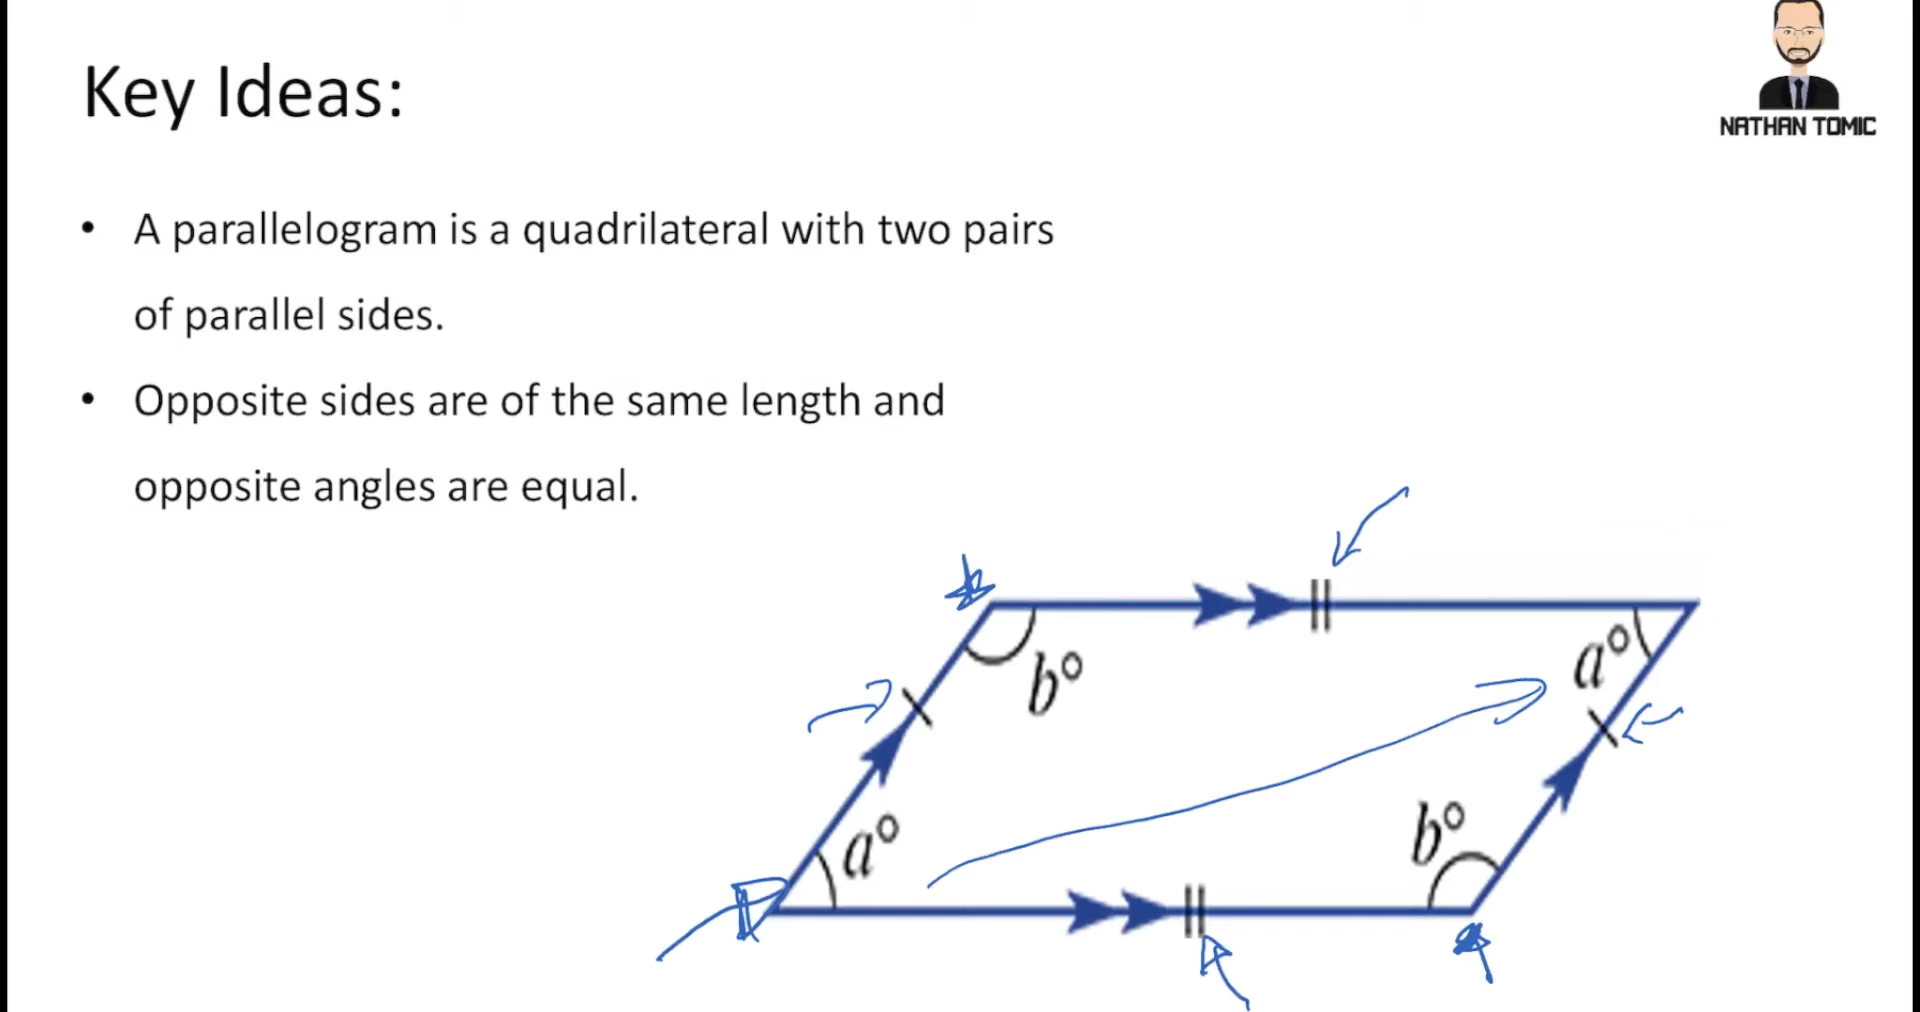 Key Ideas:
NATHAN TOMIC
• A parallelogram is a quadrilateral with two pairs
of parallel sides.
• Opposite sides are of the same length and
opposite angles are equal.
b°
a°
a°
b°